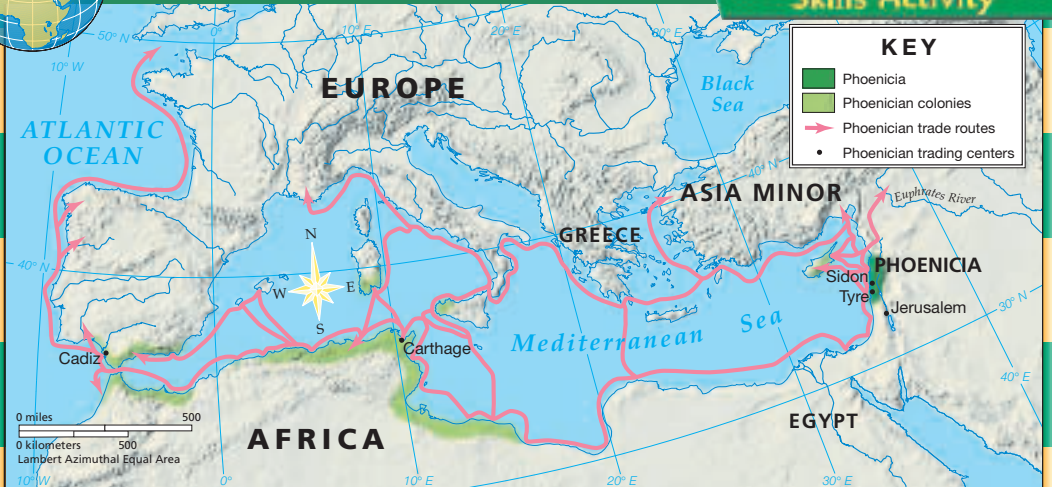 Skills Activity
KEY
Phoenicia
Phoenician colonies
Phoenician trade routes
Phoenician trading centers
50° N
10° W
0°
10° E
20° E
30° E
EUROPE
Black
Sea
ATLANTIC
OCEAN
40° N
ASIA MINOR
Euphrates River
N
GREECE
40° N
W
E
S
PHOENICIA
Sidon
Tyre
Jerusalem
30° N
Mediterranean Sea
Cadiz
Carthage
40° E
0 miles
500
0 kilometers
500
Lambert Azimuthal Equal Area
AFRICA
EGYPT
10° W
0°
10° E
20° E
30° E